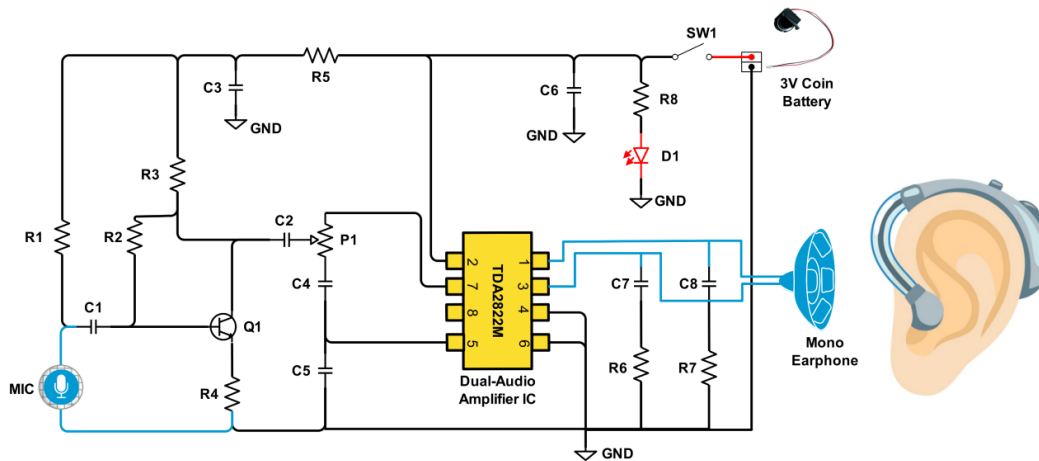 SW1
3V Coin
Battery
R5
C3
GND
C6
GND
R8
D1
GND
R3
R1
R2
C2
P1
C1
Q1
C4
MIC
R4
C5
2
7
8
5
TDA2822M
1
3
4
6
Dual-Audio
Amplifier IC
C7
C8
R6
R7
Mono
Earphone
GND